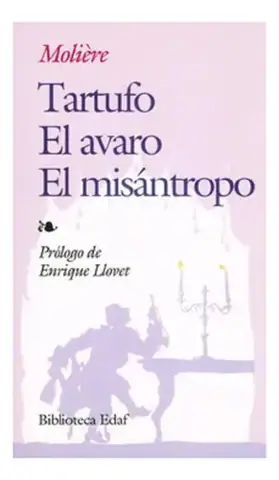 Molière
Tartufo
El avaro
El misántropo
Prólogo de
Enrique Llovet
Biblioteca Edaf